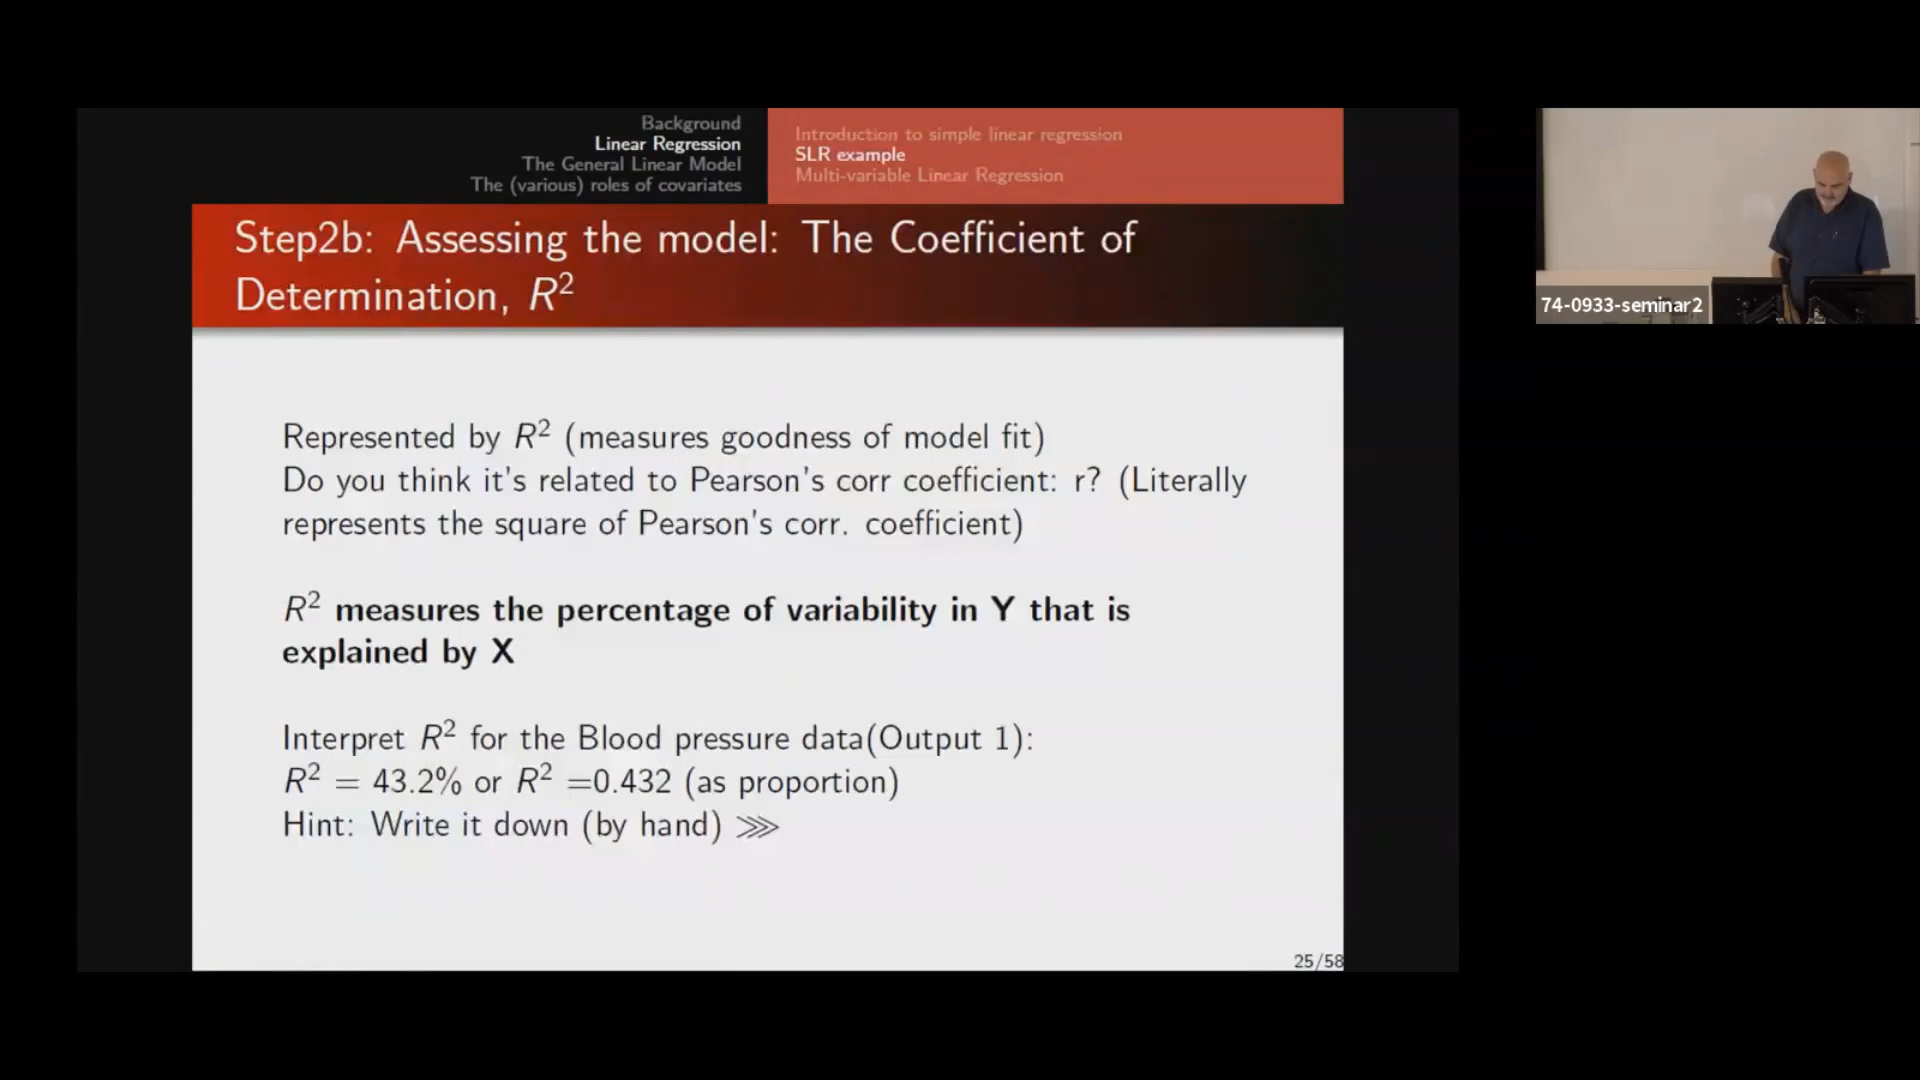 Background
Linear Regression
The General Linear Model
The (various) roles of covariates
Introduction to simple linear regression
SLR example
Multi-variable Linear Regression
Step2b: Assessing the model: The Coefficient of
Determination, R²
Represented by R² (measures goodness of model fit)
Do you think it's related to Pearson's corr coefficient: r? (Literally
represents the square of Pearson's corr. coefficient)
R² measures the percentage of variability in Y that is
explained by X
Interpret R² for the Blood pressure data(Output 1):
R² = 43.2% or R² =0.432 (as proportion)
Hint: Write it down (by hand) ⋙
25/58
74-0933-seminar2